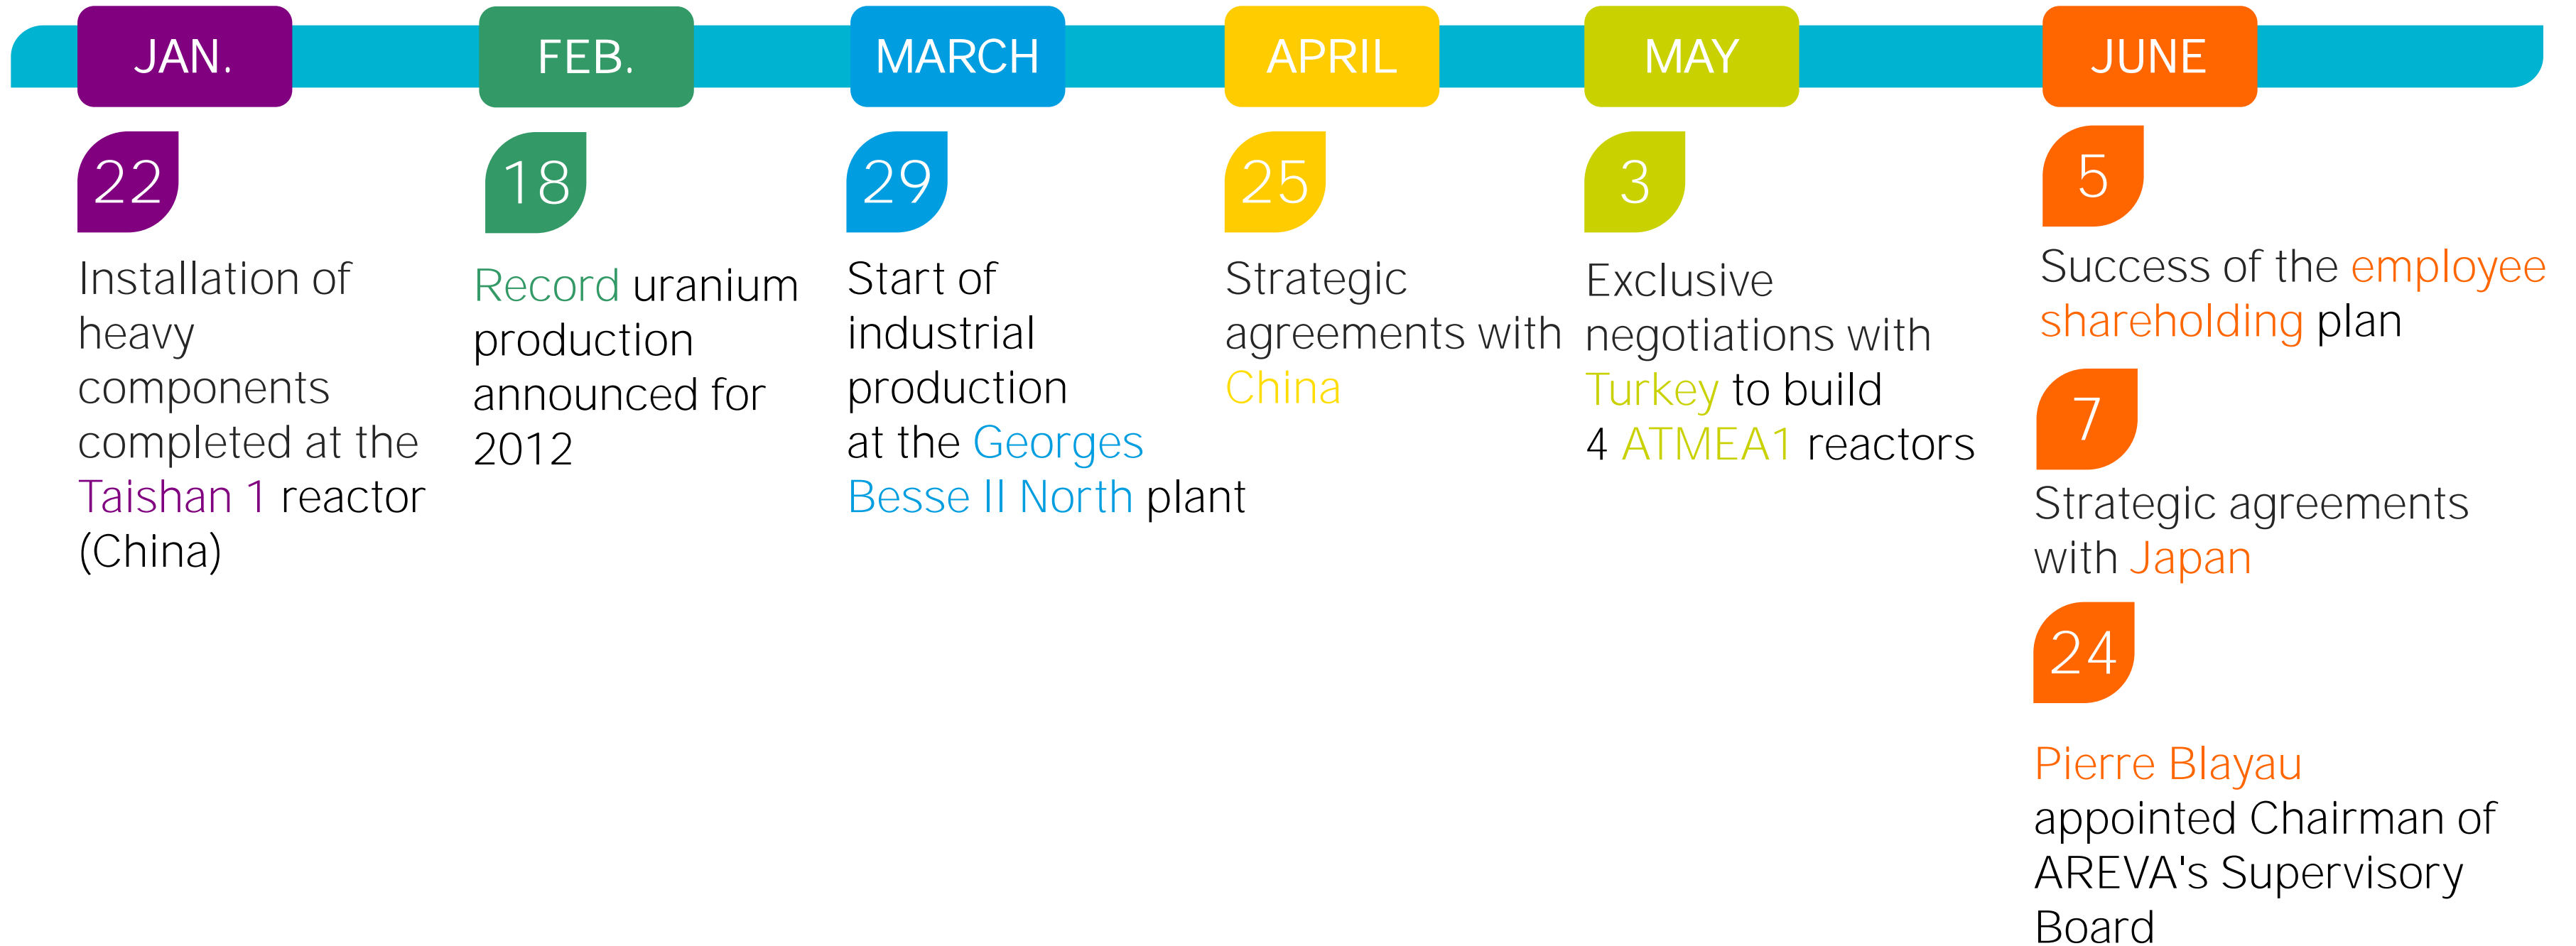 JAN.
22
Installation of
heavy
components
completed at the
Taishan 1 reactor
(China)
FEB.
18
Record uranium
production
announced for
2012
MARCH
29
Start of
industrial
production
at the Georges
Besse II North plant
APRIL
25
Strategic
agreements with
China
MAY
3
Exclusive
negotiations with
Turkey to build
4 ATMEA1 reactors
JUNE
5
Success of the employee
shareholding plan
7
Strategic agreements
with Japan
24
Pierre Blayau
appointed Chairman of
AREVA's Supervisory
Board